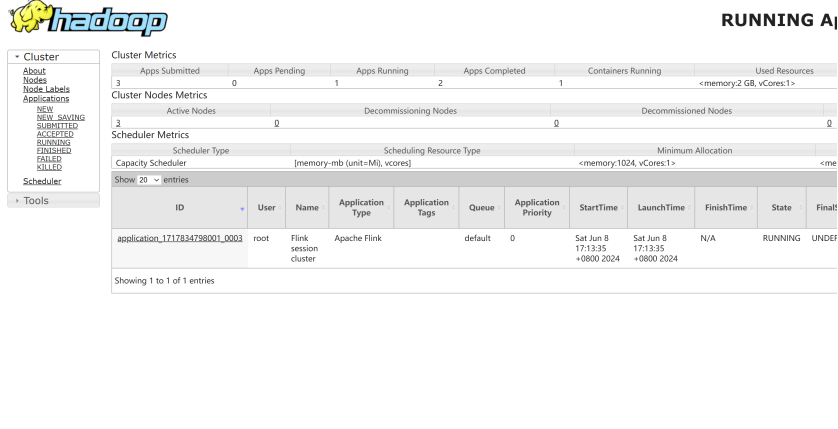 hadoop
RUNNING Ap
Cluster
About
Nodes
Node Labels
Applications
NEW
NEW_SAVING
SUBMITTED
ACCEPTED
RUNNING
FINISHED
FAILED
KILLED
Scheduler
Tools
Cluster Metrics
Apps Submitted Apps Pending Apps Running Apps Completed Containers Running Used Resources
3 0 1 2 1 <memory:2 GB, vCores:1>
Cluster Nodes Metrics
Active Nodes Decommissioning Nodes Decommissioned Nodes
3 0 0 0
Scheduler Metrics
Scheduler Type Scheduling Resource Type Minimum Allocation
Capacity Scheduler [memory-mb (unit=Mi), vcores] <memory:1024, vCores:1> <me
Show 20 entries
ID User Name Application Type Application Tags Queue Application Priority StartTime LaunchTime FinishTime State FinalS
application_1717834798001_0003 root Flink session cluster Apache Flink default 0 Sat Jun 8 17:13:35 +0800 2024 Sat Jun 8 17:13:35 +0800 2024 N/A RUNNING UNDE
Showing 1 to 1 of 1 entries